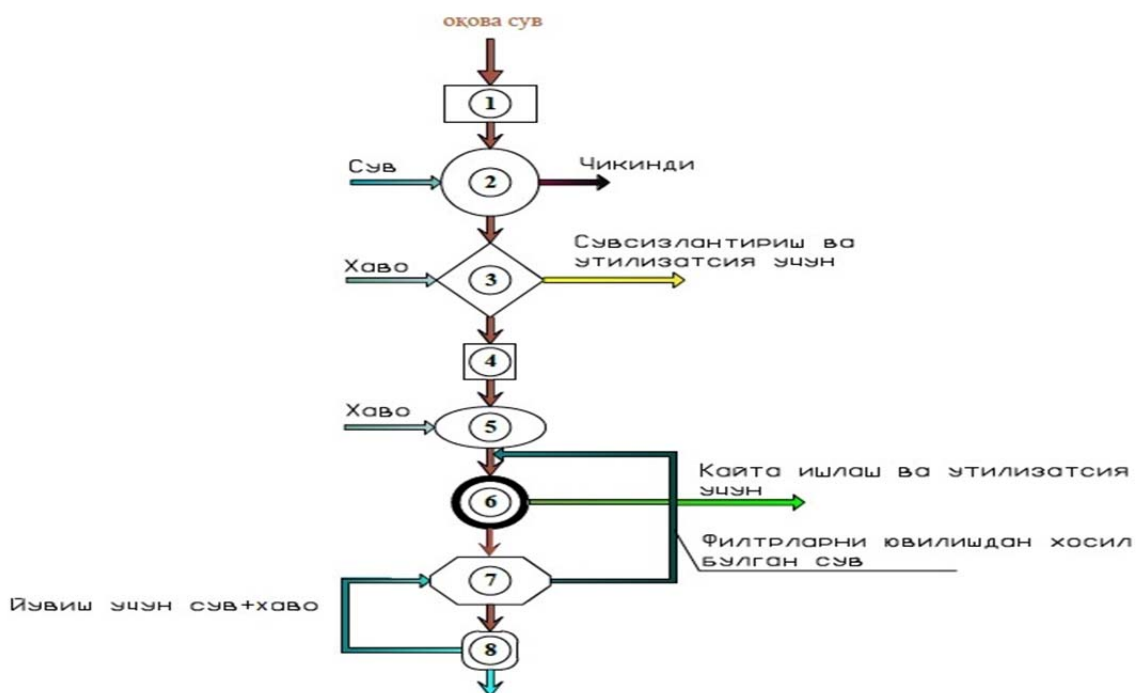 оқова сув
1
Сув
2
Чикинди
Хаво
3
Сувсизлантириш ва
утилизатсия учун
4
Хаво
5
6
Кайта ишлаш ва утилизатсия
учун
7
Филтрларни ювилишдан хосил
булган сув
Йувиш учун сув+хаво
8